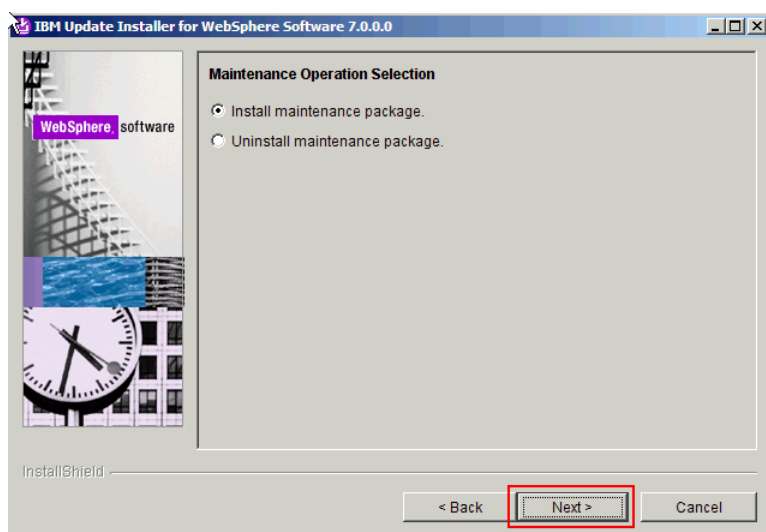 IBM Update Installer for WebSphere Software 7.0.0.0
Maintenance Operation Selection
Install maintenance package.
Uninstall maintenance package.
WebSphere. software
InstallShield
< Back
Next >
Cancel